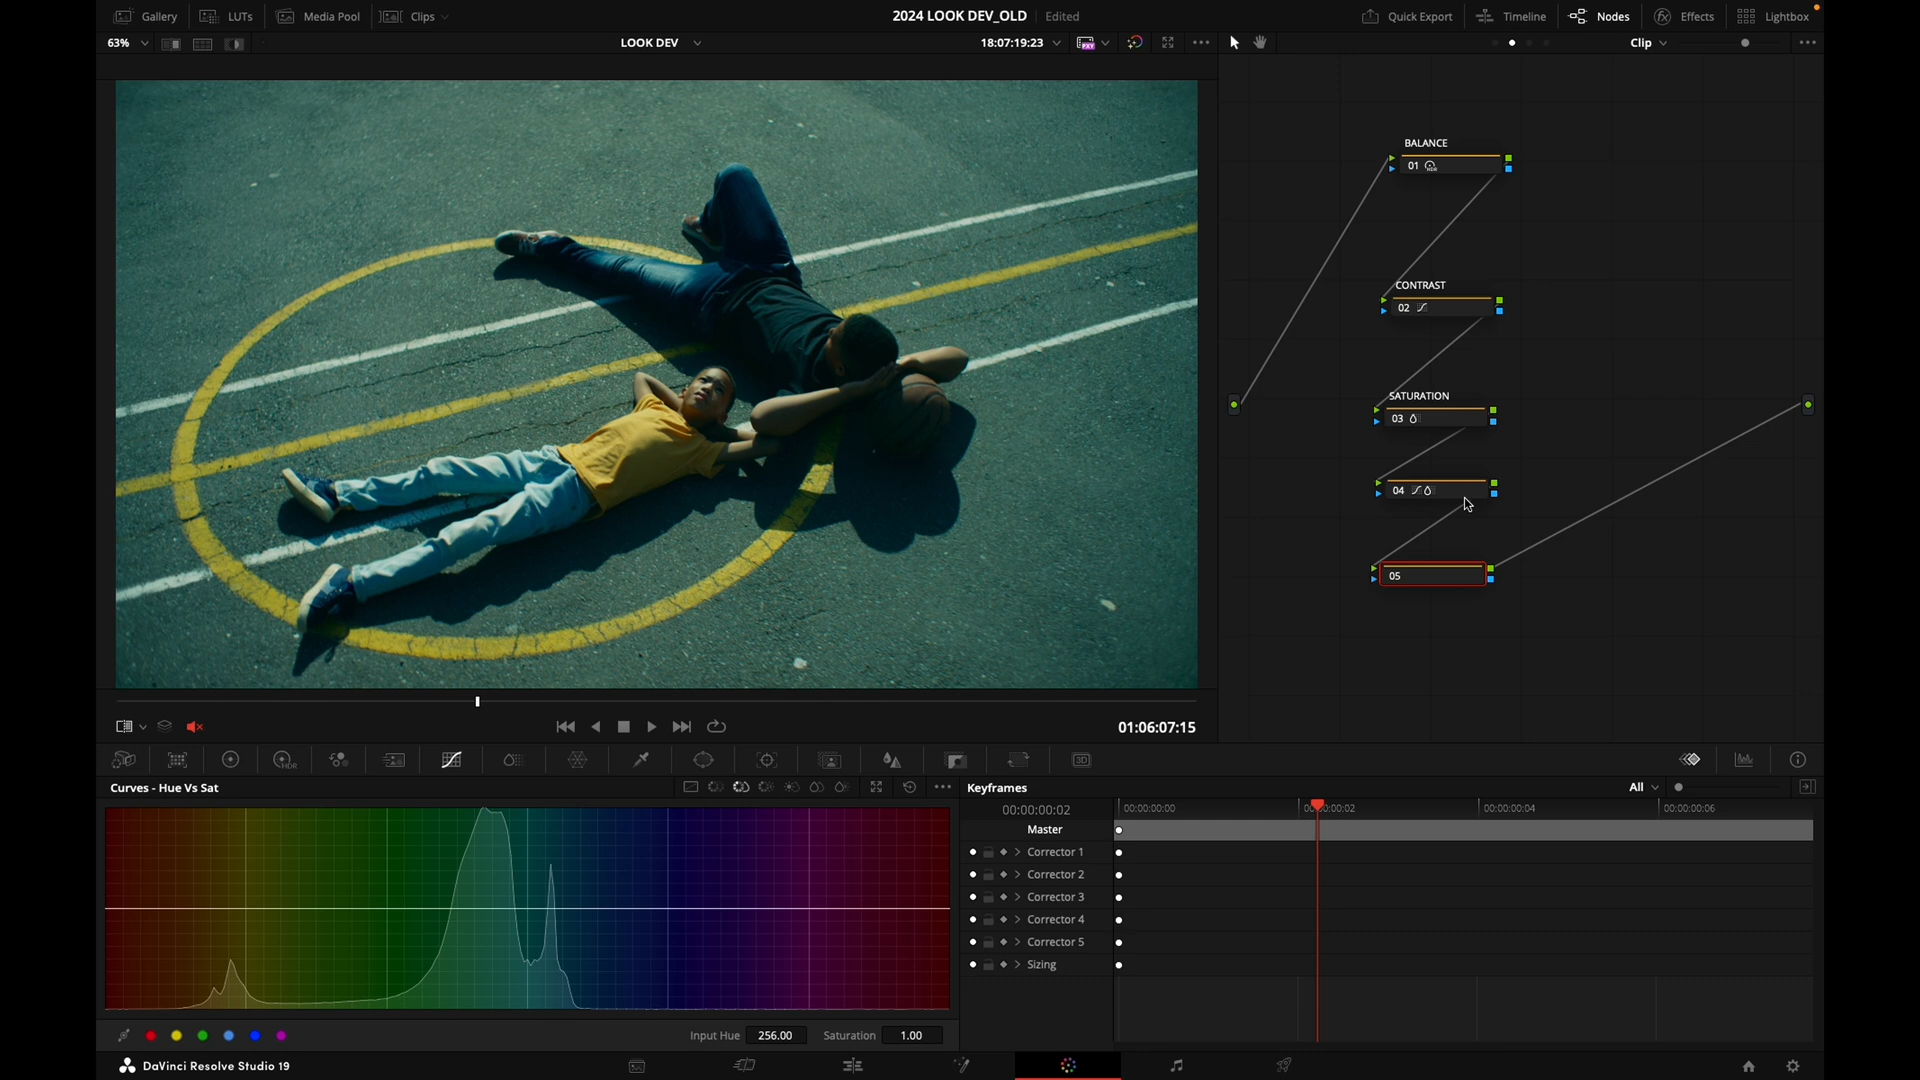 Gallery LUTs Media Pool Clips 2024 LOOK DEV_OLD Edited Quick Export Timeline Nodes Effects Lightbox
63% LOOK DEV 18:07:19:23 Clip
BALANCE
01
CONTRAST
02
SATURATION
03
04
05
01:06:07:15
HDR 3D
Curves - Hue Vs Sat Keyframes All
00:00:00:02 00:00:00:00 00:00:00:02 00:00:00:04 00:00:00:06
Master
Corrector 1
Corrector 2
Corrector 3
Corrector 4
Corrector 5
Sizing
Input Hue 256.00 Saturation 1.00
DaVinci Resolve Studio 19